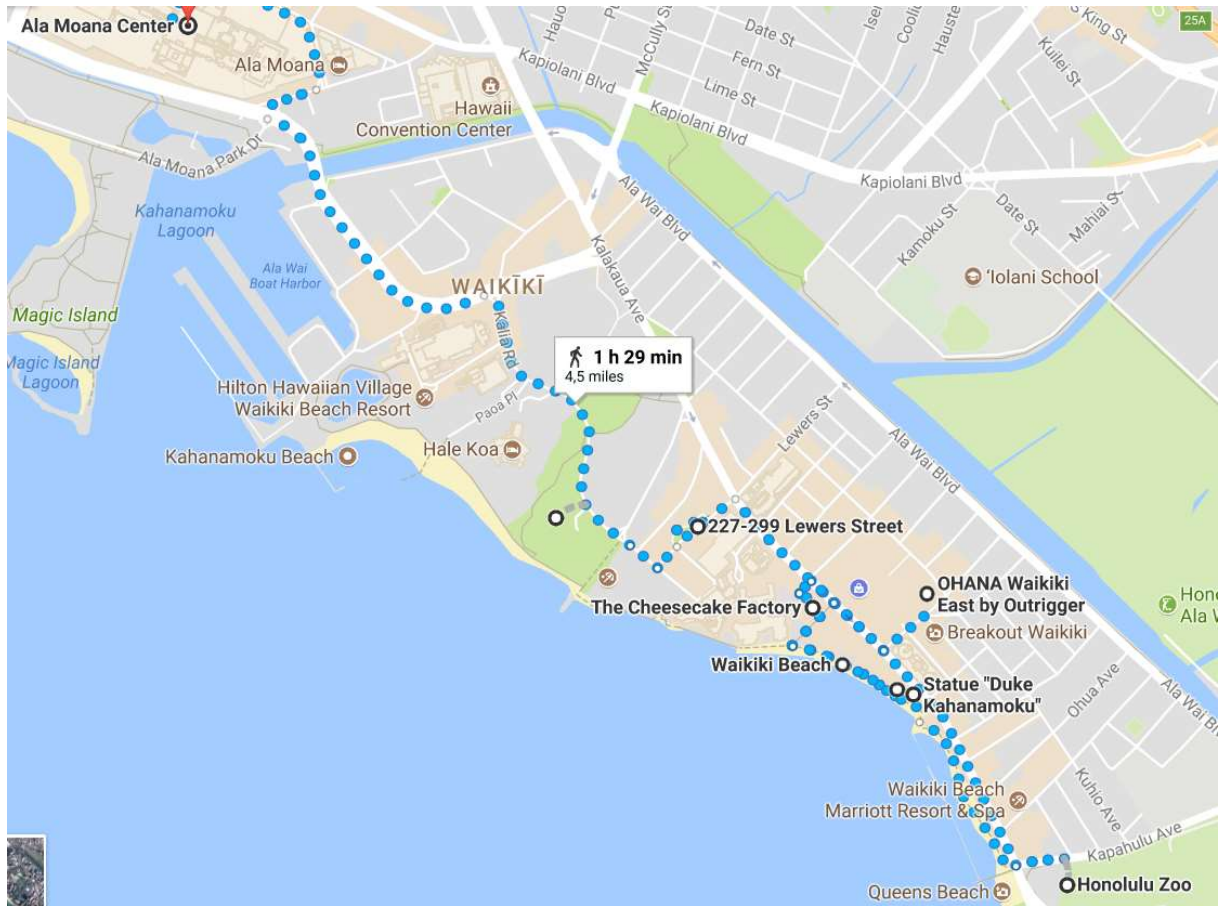 Ala Moana Center
Ala Moana
25A
S King St
Date St
Fern St
Lime St
McCully St
Kapiolani Blvd
Kapiolani Blvd
Kapiolani Blvd
Kuilei St
Hawaii
Convention Center
Ala Moana Park Dr
Kahanamoku
Lagoon
Ala Wai Blvd
Date St
Mahiai St
Kamoku St
Ala Wai
Boat Harbor
WAIKĪKĪ
Kalakaua Ave
'Iolani School
Magic Island
Magic Island
Lagoon
Kalia Rd
1 h 29 min
4,5 miles
Hilton Hawaiian Village
Waikiki Beach Resort
Paoa Pl
Lewers St
Ala Wai Blvd
Hale Koa
Kahanamoku Beach
227-299 Lewers Street
OHANA Waikiki
East by Outrigger
The Cheesecake Factory
Breakout Waikiki
Waikiki Beach
Statue "Duke
Kahanamoku"
Ohua Ave
Ala Wai Blvd
Waikiki Beach
Marriott Resort & Spa
Kuhio Ave
Kapahulu Ave
Queens Beach
Honolulu Zoo